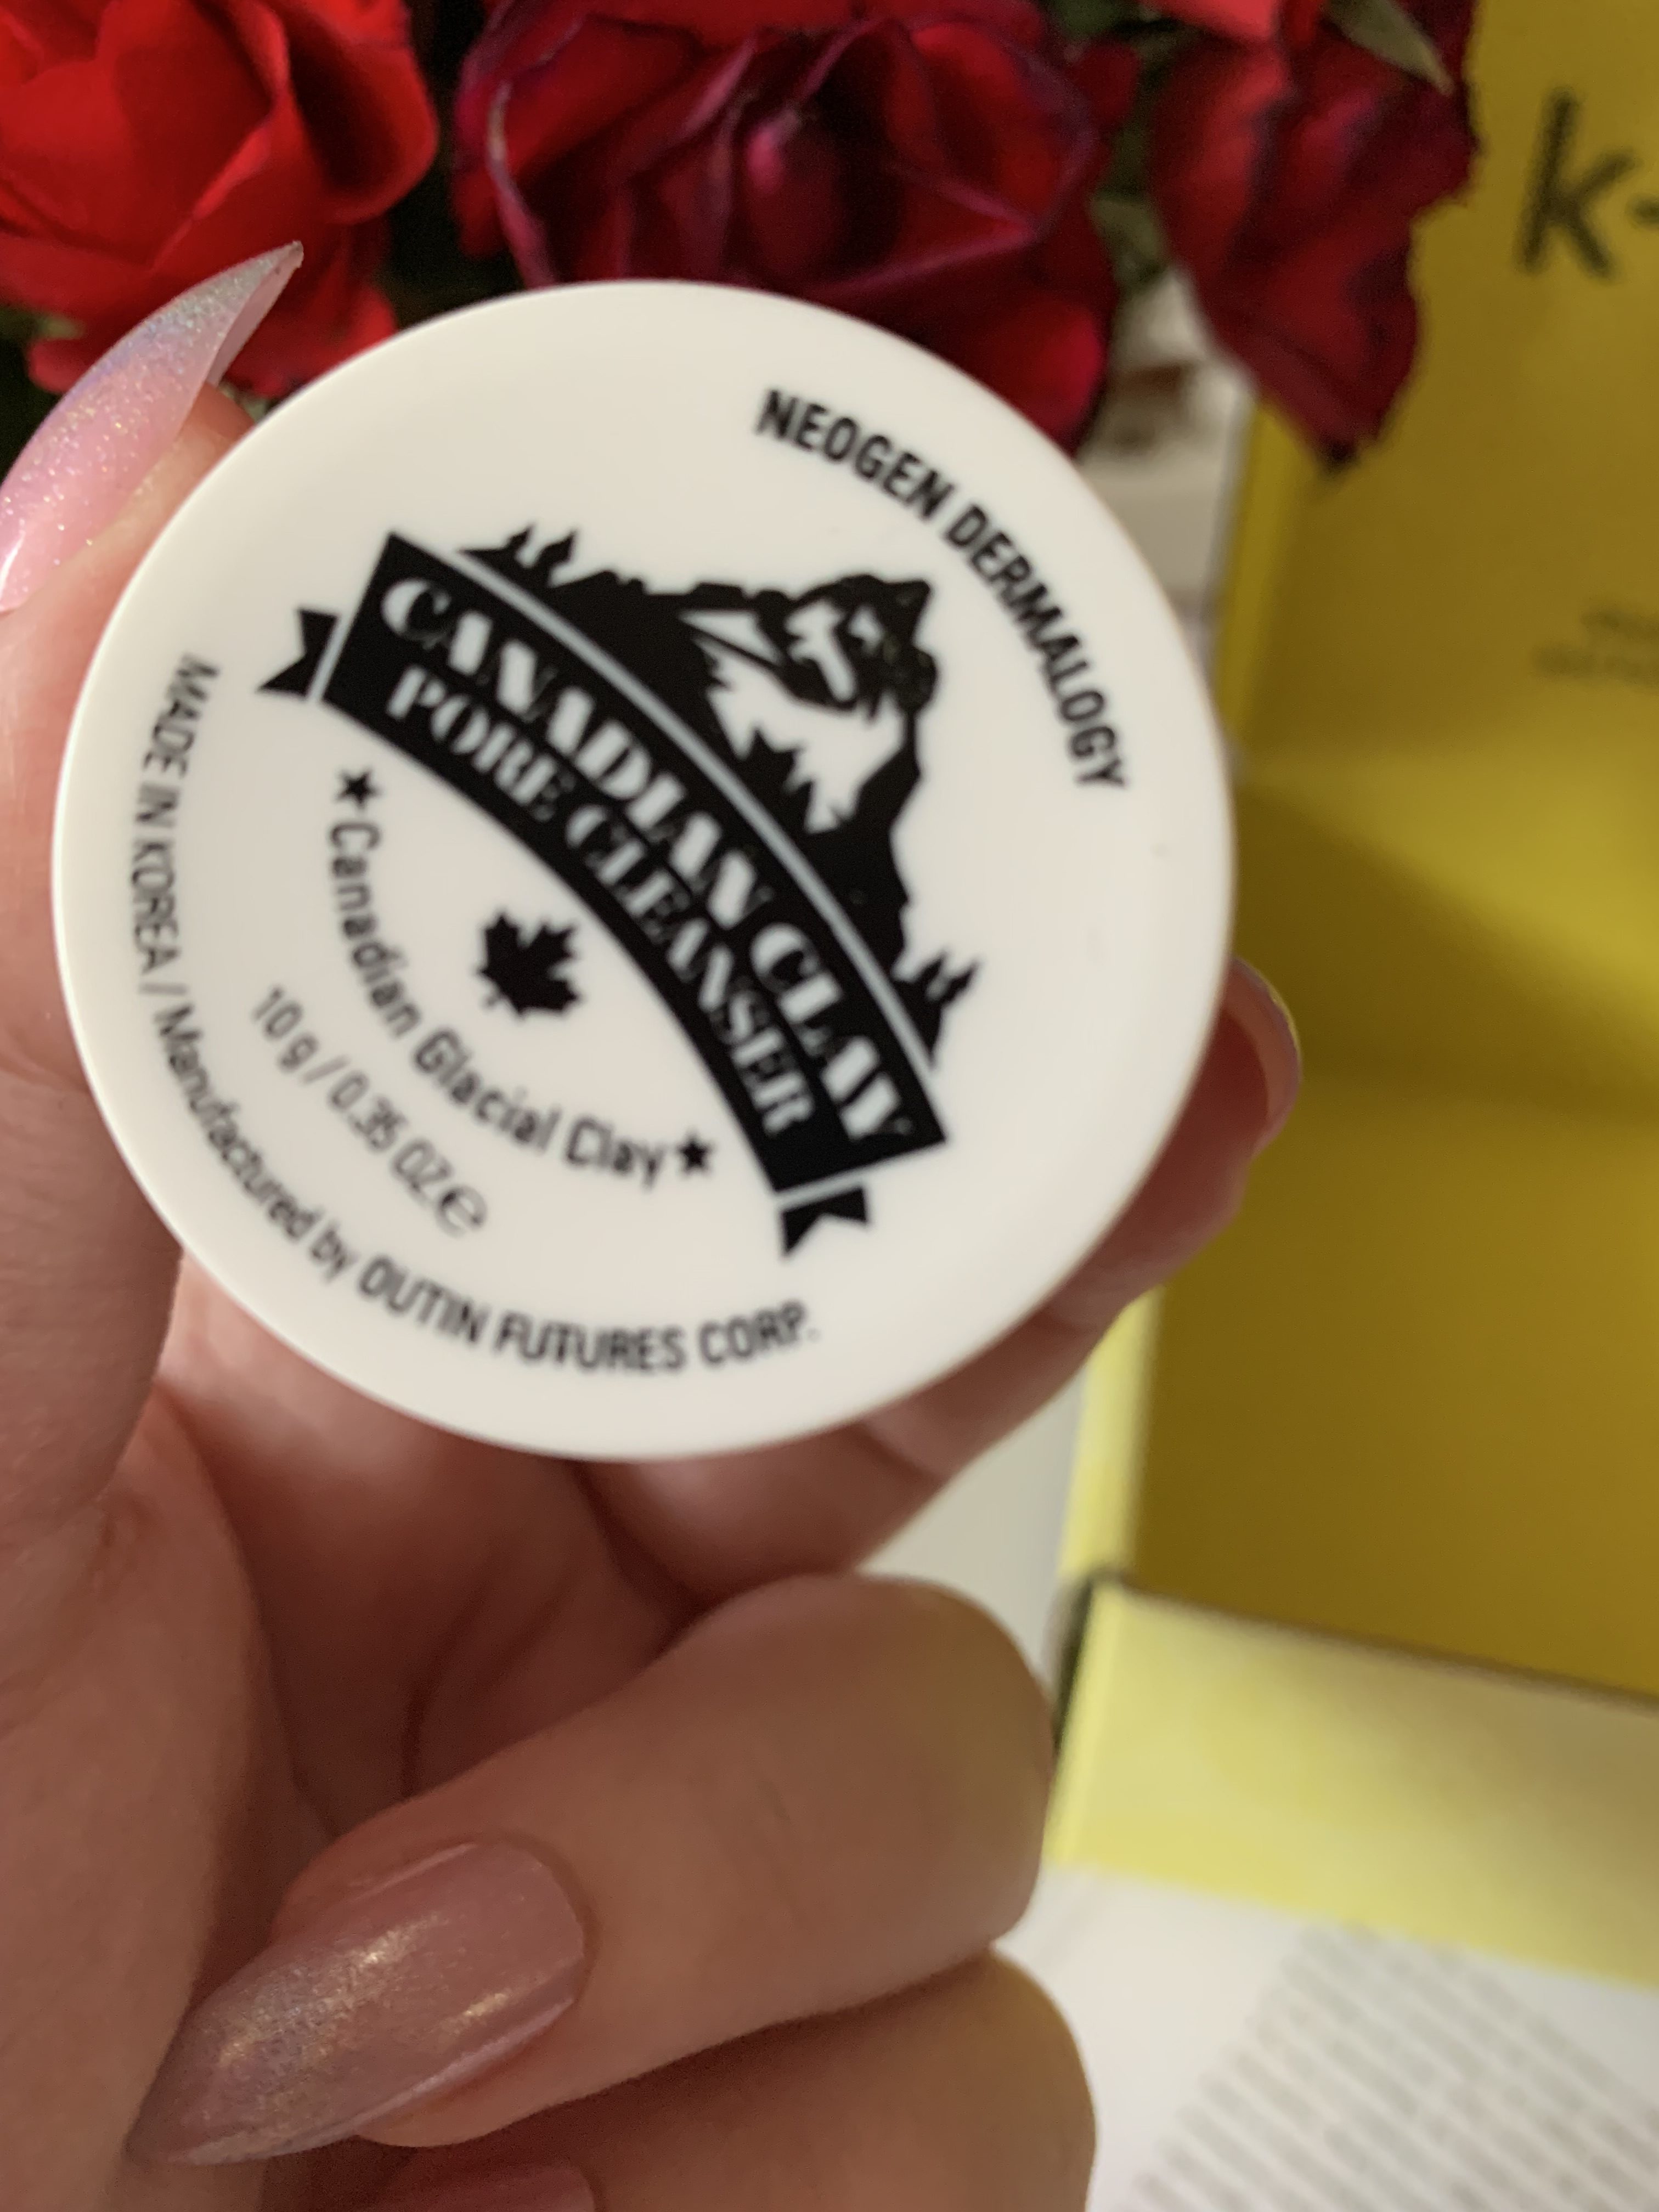 NEOGEN DERMALOGY
CANADIAN CLAY
PORE CLEANSER
★Canadian Glacial Clay★
10 g / 0.35 OZ ℮
MADE IN KOREA / Manufactured by OUTIN FUTURES CORP.
k-